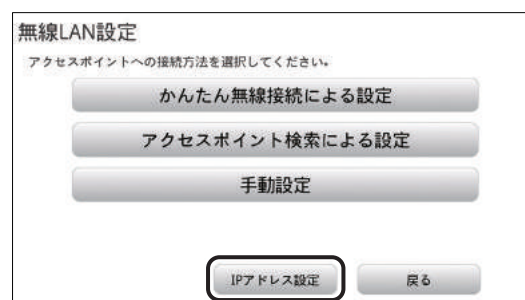 無線LAN設定
アクセスポイントへの接続方法を選択してください。
かんたん無線接続による設定
アクセスポイント検索による設定
手動設定
IPアドレス設定
戻る